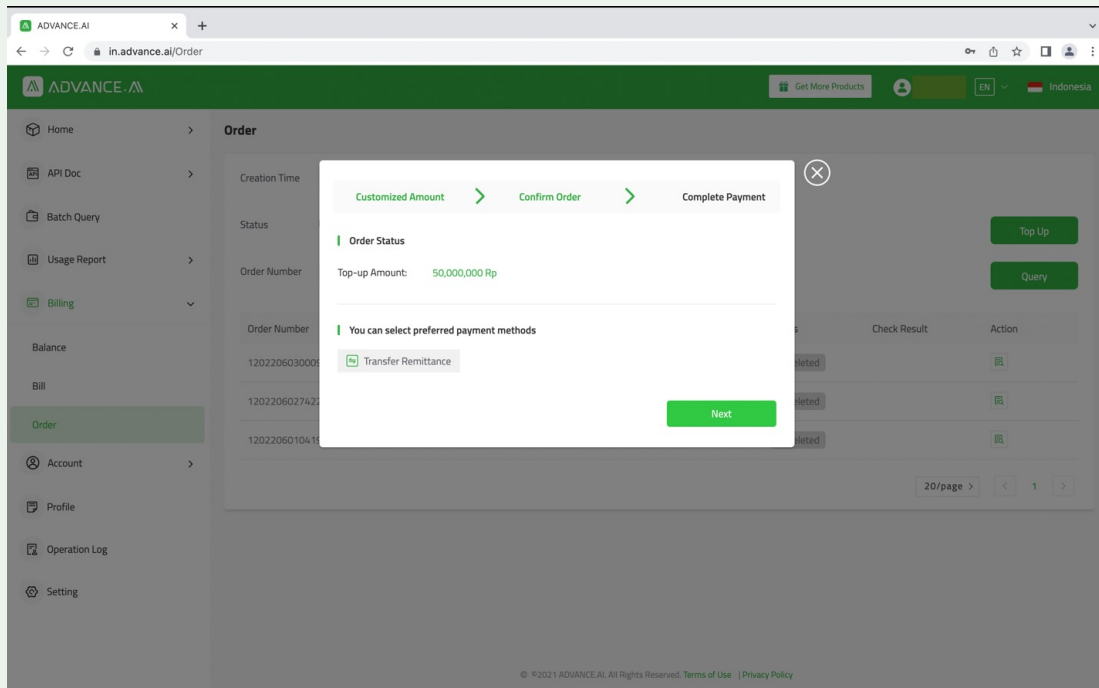 ADVANCE.AI
in.advance.ai/Order
ADVANCE.AI
Get More Products
EN
Indonesia
Home
API Doc
Batch Query
Usage Report
Billing
Balance
Bill
Order
Account
Profile
Operation Log
Setting
Order
Creation Time
Status
Order Number
Top Up
Query
Customized Amount
Confirm Order
Complete Payment
Order Status
Top-up Amount: 50,000,000 Rp
You can select preferred payment methods
Transfer Remittance
Next
Order Number
Check Result
Action
20/page
1
© ©2021 ADVANCE.AI. All Rights Reserved. Terms of Use | Privacy Policy